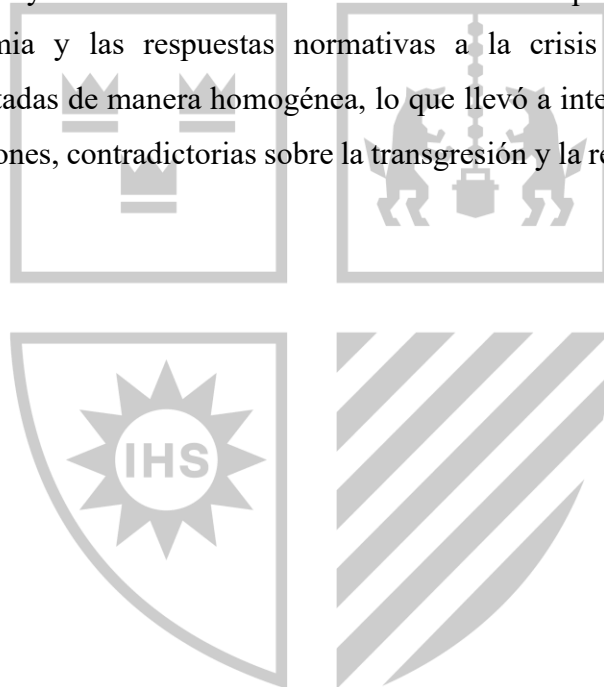 mia y las respuestas normativas a la crisis
tadas de manera homogénea, lo que llevó a inte
ones, contradictorias sobre la transgresión y la re
IHS